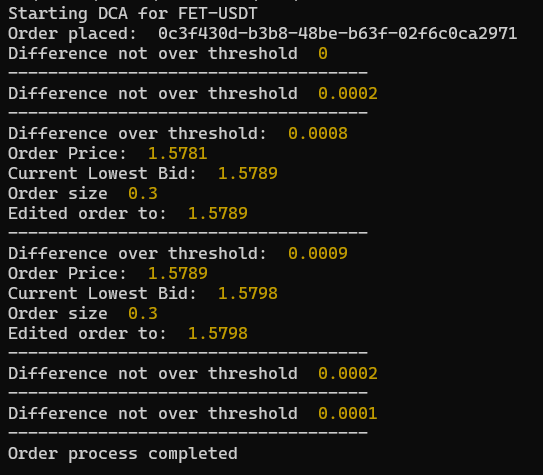 Starting DCA for FET-USDT
Order placed:  0c3f430d-b3b8-48be-b63f-02f6c0ca2971
Difference not over threshold  0
------------------------------------
Difference not over threshold  0.0002
------------------------------------
Difference over threshold:  0.0008
Order Price:  1.5781
Current Lowest Bid:  1.5789
Order size  0.3
Edited order to:  1.5789
------------------------------------
Difference over threshold:  0.0009
Order Price:  1.5789
Current Lowest Bid:  1.5798
Order size  0.3
Edited order to:  1.5798
------------------------------------
Difference not over threshold  0.0002
------------------------------------
Difference not over threshold  0.0001
------------------------------------
Order process completed